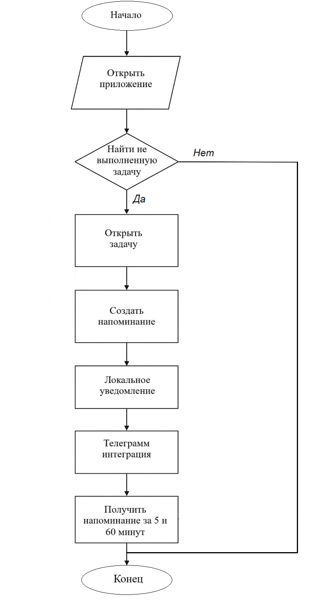 Начало
Открыть
приложение
Найти не
выполненную
задачу
Нет
Да
Открыть
задачу
Создать
напоминание
Локальное
уведомление
Телеграмм
интеграция
Получить
напоминание за 5 и
60 минут
Конец